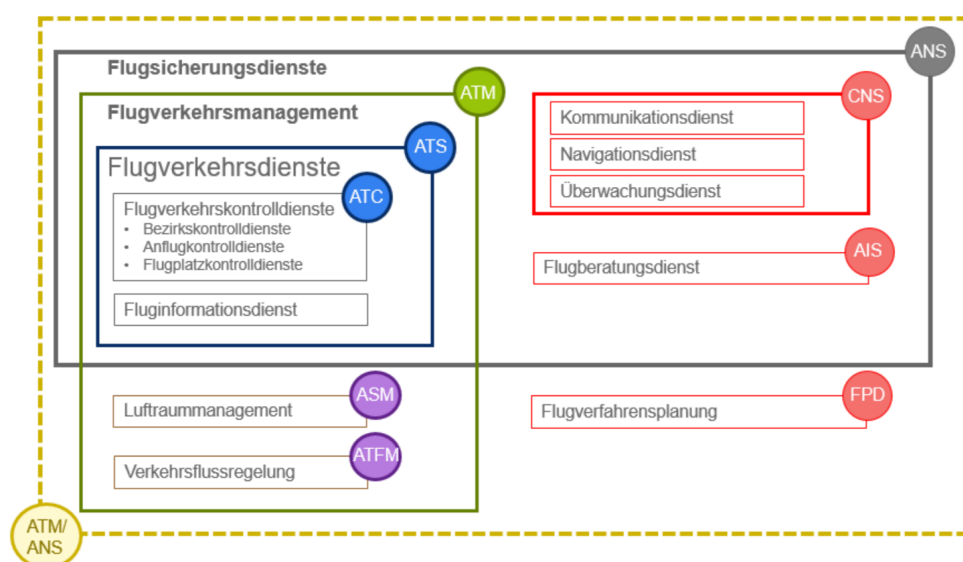 ANS
Flugsicherungsdienste
ATM
Flugverkehrsmanagement
ATS
Flugverkehrsdienste
ATC
Flugverkehrskontrolldienste
• Bezirkskontrolldienste
• Anflugkontrolldienste
• Flugplatzkontrolldienste
Fluginformationsdienst
CNS
Kommunikationsdienst
Navigationsdienst
Überwachungsdienst
AIS
Flugberatungsdienst
ASM
Luftraummanagement
ATFM
Verkehrsflussregelung
FPD
Flugverfahrensplanung
ATM/
ANS